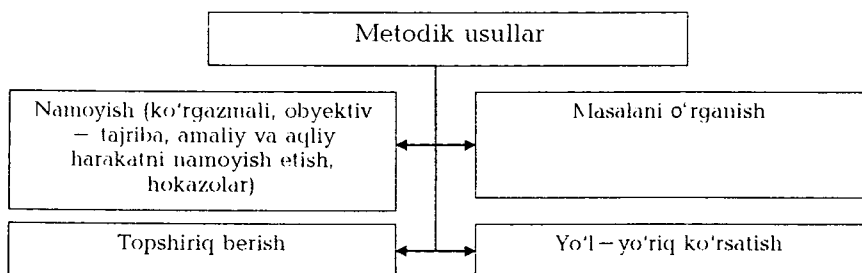 Metodik usullar
Namoyish (ko‘rgazmali, obyektiv
– tajriba, amaliy va aqliy
harakatni namoyish etish,
hokazolar)
Masalani o‘rganish
Topshiriq berish
Yo‘l–yo‘riq ko‘rsatish